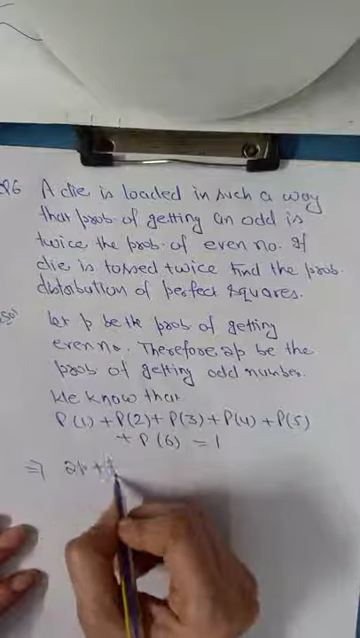 Q6 A die is loaded in such a way
that prob. of getting an odd is
twice the prob. of even no. If
die is tossed twice find the prob.
distribution of perfect squares.
Sol let p be the prob of getting
even no. Therefore 2p be the
prob of getting odd number.
We know that
P(1) + P(2) + P(3) + P(4) + P(5)
+ P(6) = 1
⇒ 2p +